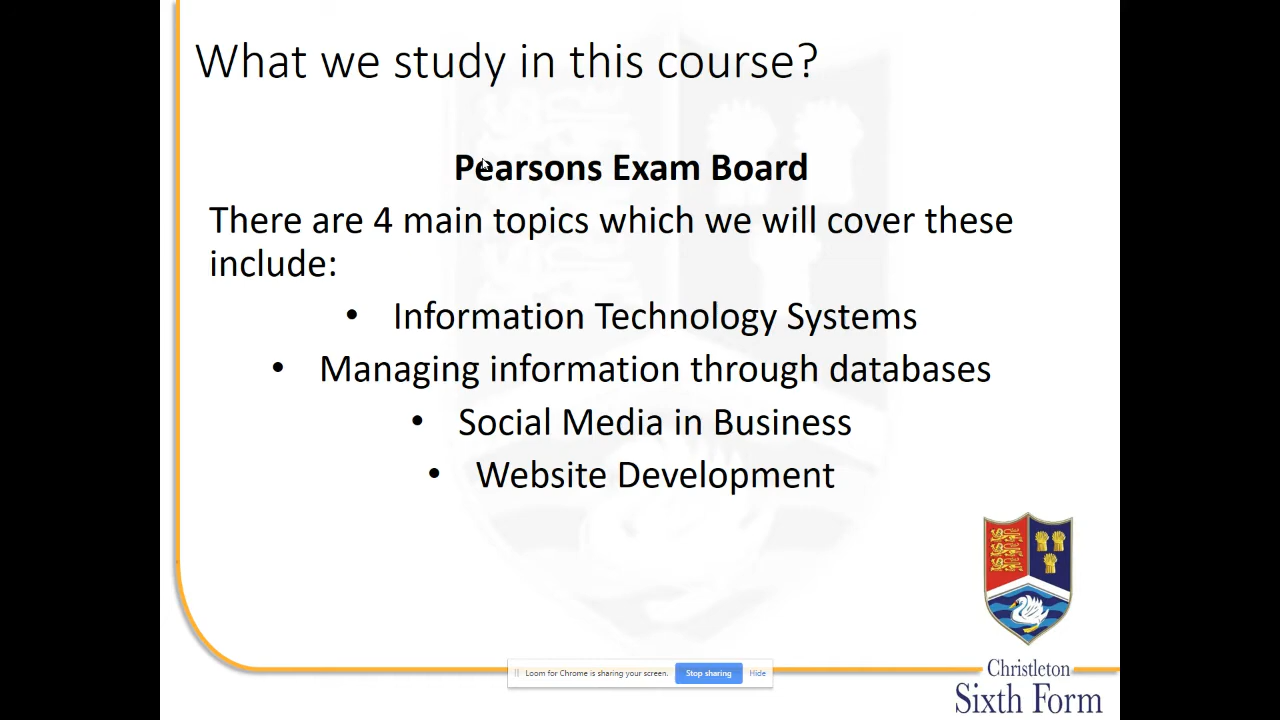 What we study in this course?
Pearsons Exam Board
There are 4 main topics which we will cover these
include:
• Information Technology Systems
• Managing information through databases
• Social Media in Business
• Website Development
Loom for Chrome is sharing your screen. Stop sharing Hide
Christleton
Sixth Form